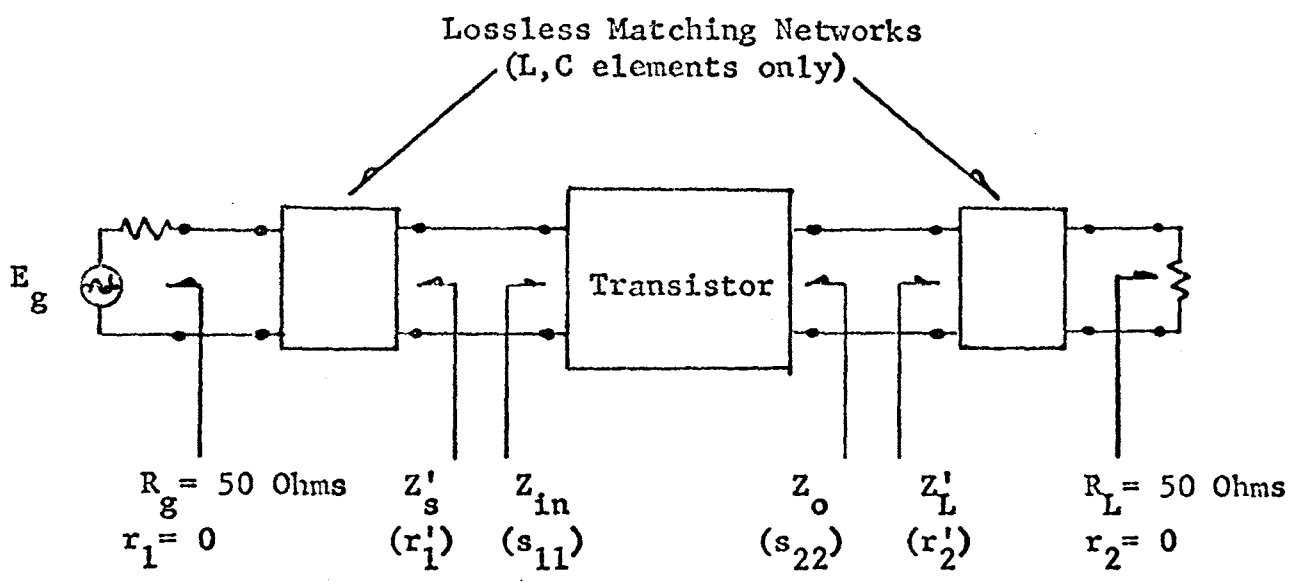 Lossless Matching Networks
(L,C elements only)
E_g
Transistor
R_g= 50 Ohms
r_1= 0
Z'_s
(r'_1)
Z_in
(s_11)
Z_o
(s_22)
Z'_L
(r'_2)
R_L= 50 Ohms
r_2= 0